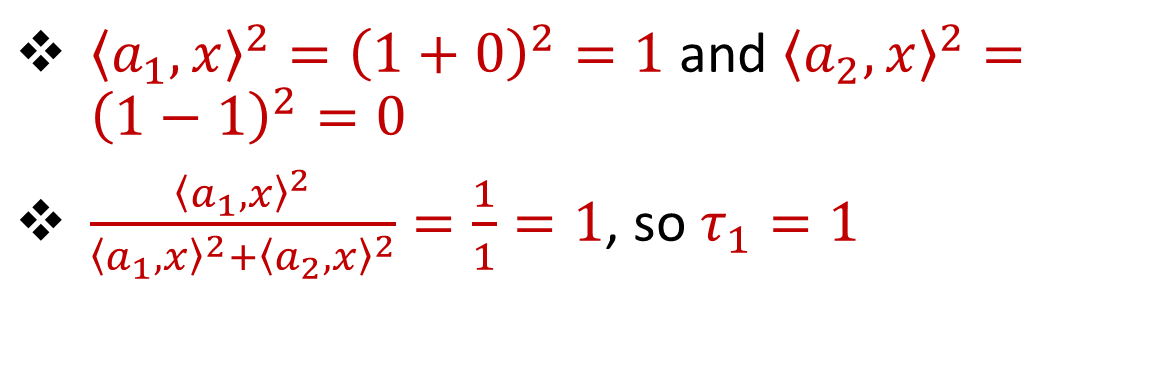 ❖ ⟨a₁, x⟩² = (1 + 0)² = 1 and ⟨a₂, x⟩² =
(1 − 1)² = 0
❖ ⟨a₁,x⟩² / (⟨a₁,x⟩²+⟨a₂,x⟩²) = 1/1 = 1, so τ₁ = 1